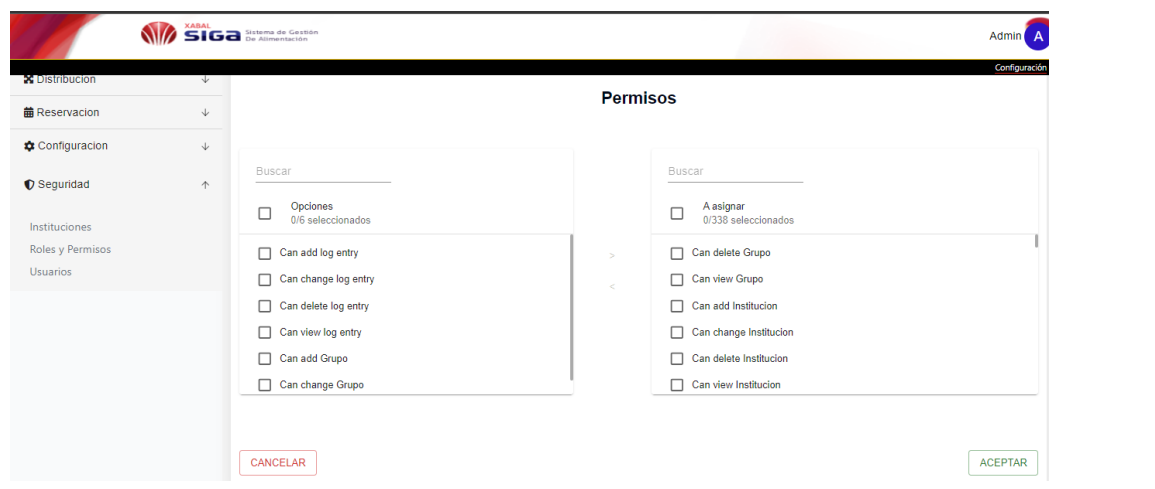 XABAL
SIGa
Sistema de Gestión
De Alimentación
Admin
A
Configuración
Distribucion
Reservacion
Configuracion
Seguridad
Instituciones
Roles y Permisos
Usuarios
Permisos
Buscar
Opciones
0/6 seleccionados
Can add log entry
Can change log entry
Can delete log entry
Can view log entry
Can add Grupo
Can change Grupo
>
<
Buscar
A asignar
0/338 seleccionados
Can delete Grupo
Can view Grupo
Can add Institucion
Can change Institucion
Can delete Institucion
Can view Institucion
CANCELAR
ACEPTAR